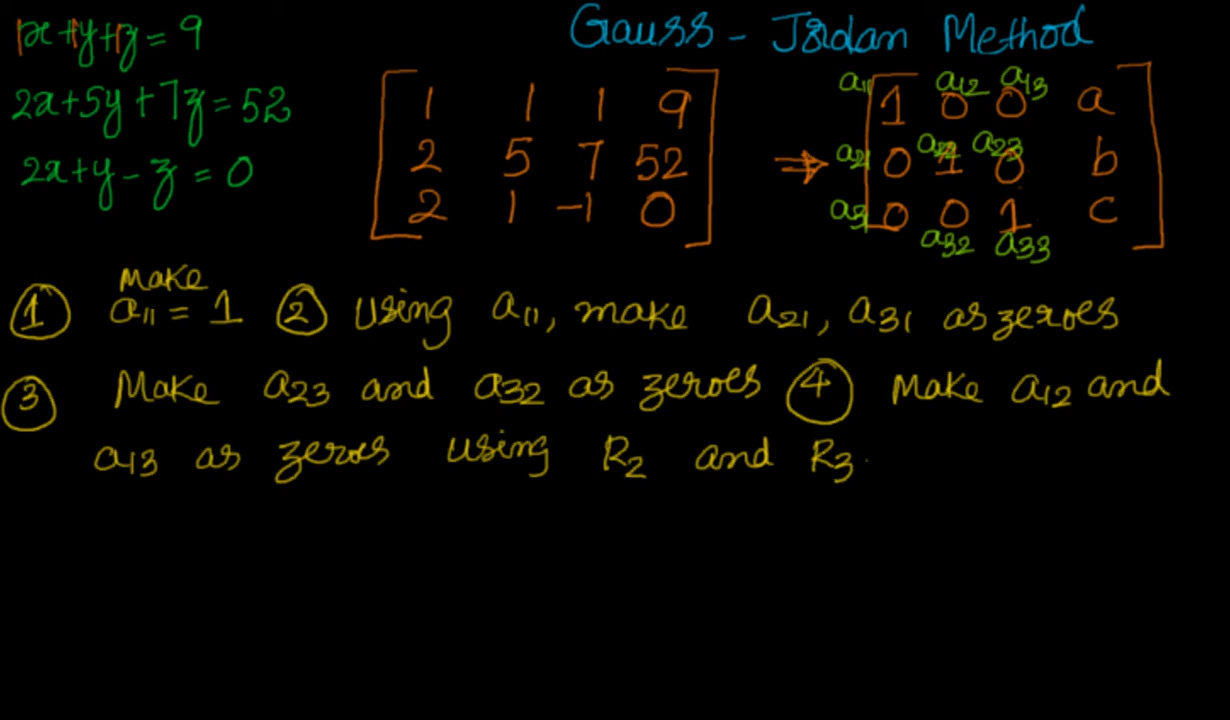 Gauss - Jordan Method
1x+1y+1z = 9
2x+5y+7z = 52
2x+y-z = 0
1 1 1 9
2 5 7 52
2 1 -1 0
⇒
a11 a12 a13
1 0 0 a
a21 a22 a23
0 1 0 b
a31
0 0 1 c
a32 a33
① Make a11 = 1 ② Using a11, make a21, a31 as zeroes
③ Make a23 and a32 as zeroes ④ Make a12 and
a13 as zeroes using R2 and R3.